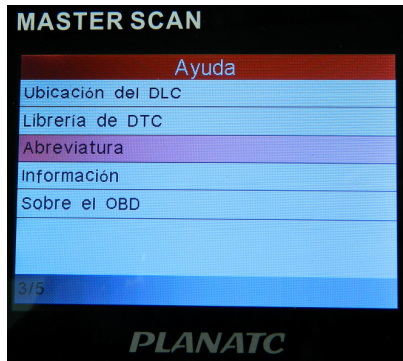 MASTER SCAN
Ayuda
Ubicación del DLC
Librería de DTC
Abreviatura
Información
Sobre el OBD
3/5
PLANATC